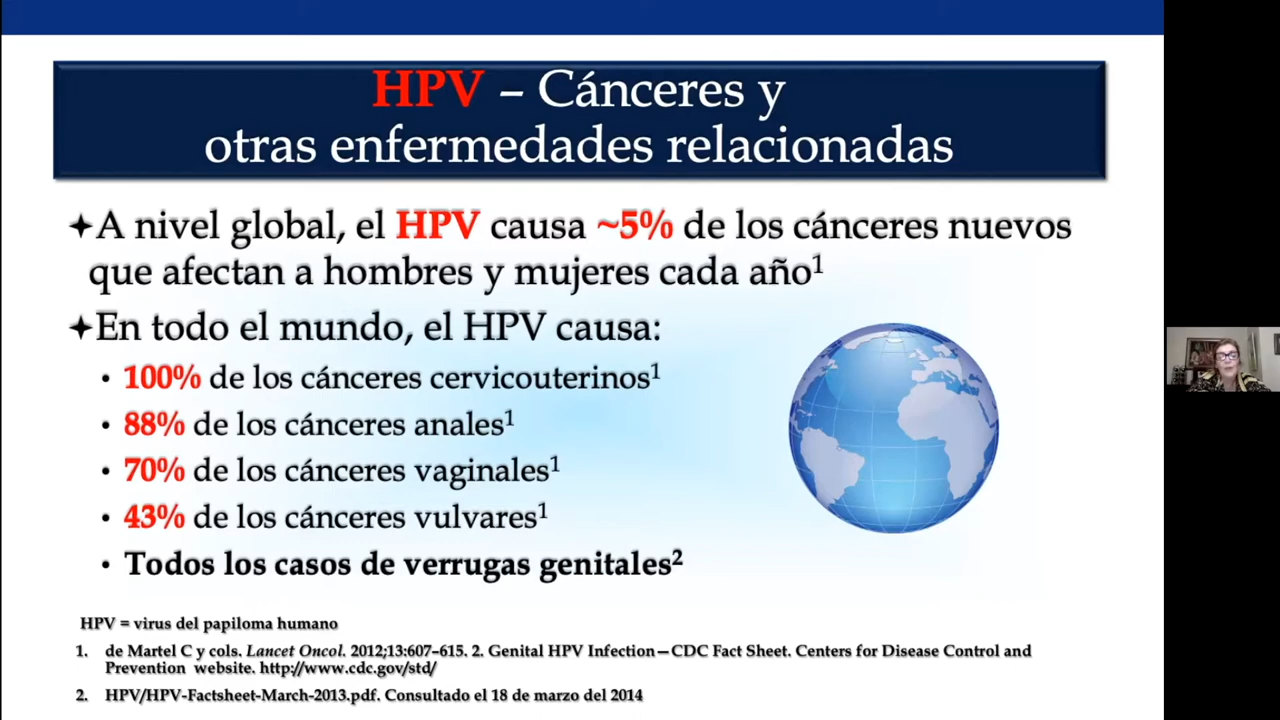 HPV – Cánceres y
otras enfermedades relacionadas
A nivel global, el HPV causa ~5% de los cánceres nuevos
que afectan a hombres y mujeres cada año¹
En todo el mundo, el HPV causa:
• 100% de los cánceres cervicouterinos¹
• 88% de los cánceres anales¹
• 70% de los cánceres vaginales¹
• 43% de los cánceres vulvares¹
• Todos los casos de verrugas genitales²
HPV = virus del papiloma humano
1. de Martel C y cols. Lancet Oncol. 2012;13:607–615. 2. Genital HPV Infection—CDC Fact Sheet. Centers for Disease Control and
Prevention website. http://www.cdc.gov/std/
2. HPV/HPV-Factsheet-March-2013.pdf. Consultado el 18 de marzo del 2014